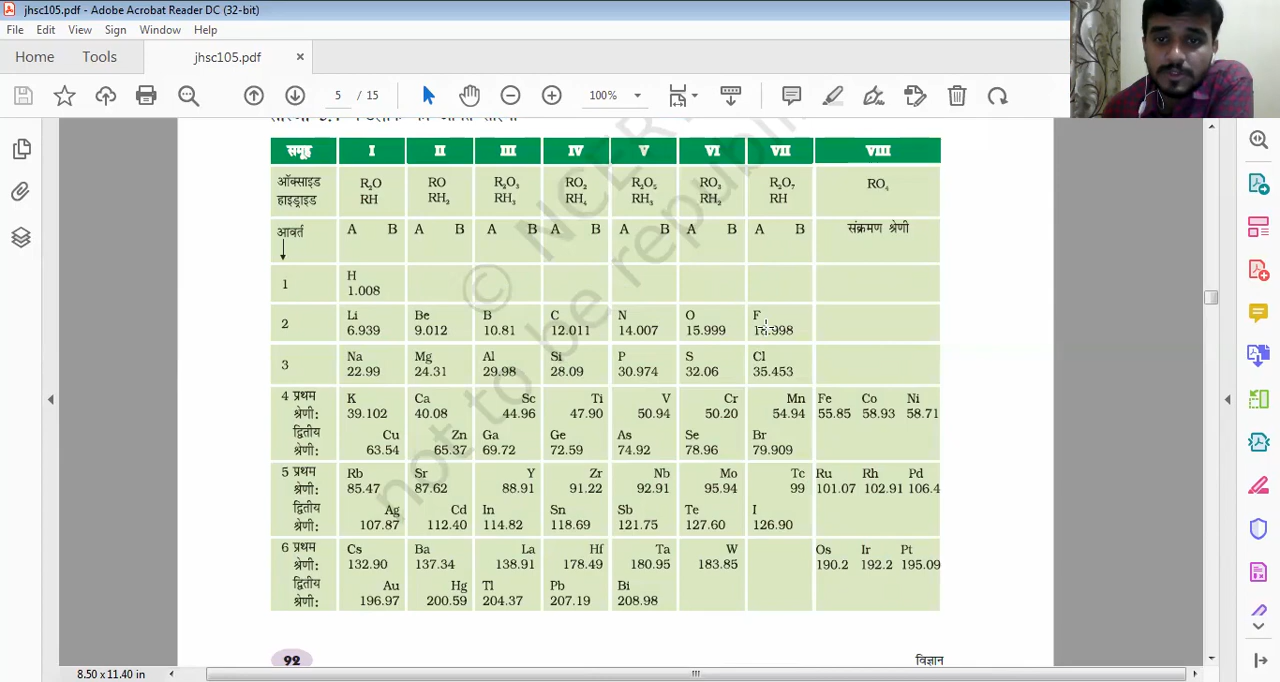 jhsc105.pdf - Adobe Acrobat Reader DC (32-bit)
File Edit View Sign Window Help
Home Tools jhsc105.pdf ×
5 / 15 100%
समूह I II III IV V VI VII VIII
ऑक्साइड R₂O RO R₂O₃ RO₂ R₂O₅ RO₃ R₂O₇ RO₄
हाइड्राइड RH RH₂ RH₃ RH₄ RH₃ RH₂ RH
आवर्त A B A B A B A B A B A B A B संक्रमण श्रेणी
1 H
1.008
2 Li Be B C N O F
6.939 9.012 10.81 12.011 14.007 15.999 18.998
3 Na Mg Al Si P S Cl
22.99 24.31 29.98 28.09 30.974 32.06 35.453
4 प्रथम K Ca Sc Ti V Cr Mn Fe Co Ni
श्रेणी: 39.102 40.08 44.96 47.90 50.94 50.20 54.94 55.85 58.93 58.71
द्वितीय Cu Zn Ga Ge As Se Br
श्रेणी: 63.54 65.37 69.72 72.59 74.92 78.96 79.909
5 प्रथम Rb Sr Y Zr Nb Mo Tc Ru Rh Pd
श्रेणी: 85.47 87.62 88.91 91.22 92.91 95.94 99 101.07 102.91 106.4
द्वितीय Ag Cd In Sn Sb Te I
श्रेणी: 107.87 112.40 114.82 118.69 121.75 127.60 126.90
6 प्रथम Cs Ba La Hf Ta W Os Ir Pt
श्रेणी: 132.90 137.34 138.91 178.49 180.95 183.85 190.2 192.2 195.09
द्वितीय Au Hg Tl Pb Bi
श्रेणी: 196.97 200.59 204.37 207.19 208.98
© NCERT
not to be republi
92 विज्ञान
8.50 x 11.40 in